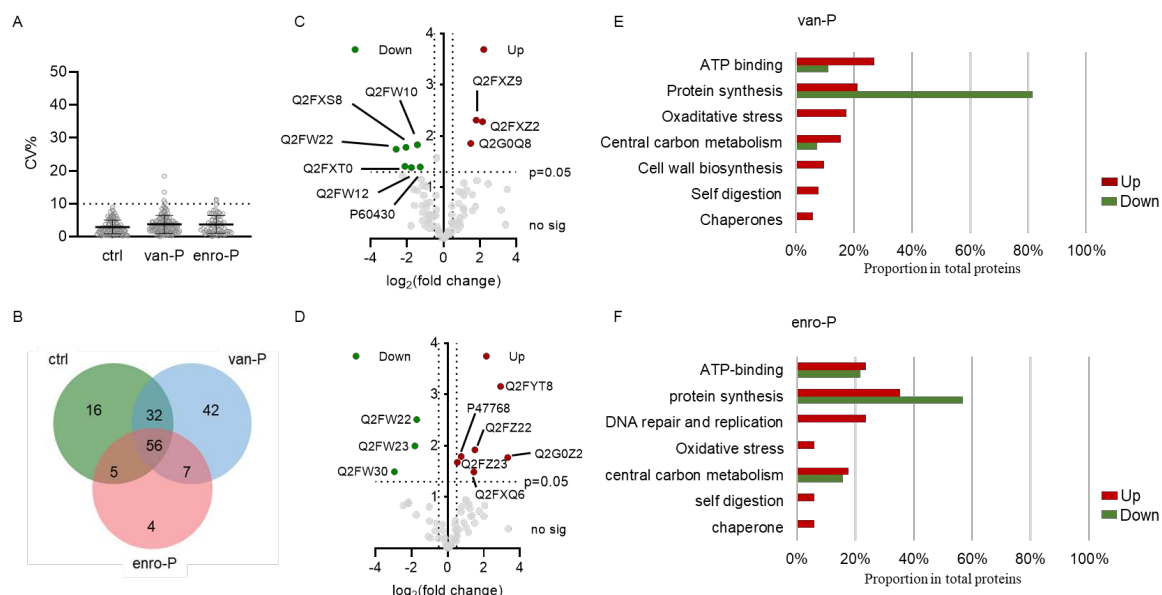 A
CV%
50
40
30
20
10
0
ctrl
van-P
enro-P
B
ctrl
van-P
16
32
42
56
5
7
4
enro-P
C
4
Down
Up
Q2FXZ9
3
Q2FW10
Q2FXS8
Q2FXZ2
Q2FW22
2
Q2G0Q8
Q2FXT0
p=0.05
Q2FW12
1
P60430
no sig
-4
-2
0
2
4
log2(fold change)
D
4
Down
Up
Q2FYT8
3
P47768
Q2FW22
Q2FZ22
Q2FW23
2
Q2G0Z2
Q2FZ23
Q2FW30
p=0.05
Q2FXQ6
1
no sig
-4
-2
0
2
4
log2(fold change)
E
van-P
ATP binding
Protein synthesis
Oxaditative stress
Central carbon metabolism
Cell wall biosynthesis
Self digestion
Chaperones
Up
Down
0%
20%
40%
60%
80%
100%
Proportion in total proteins
F
enro-P
ATP-binding
protein synthesis
DNA repair and replication
Oxidative stress
central carbon metabolism
self digestion
chaperone
Up
Down
0%
20%
40%
60%
80%
100%
Proportion in total proteins